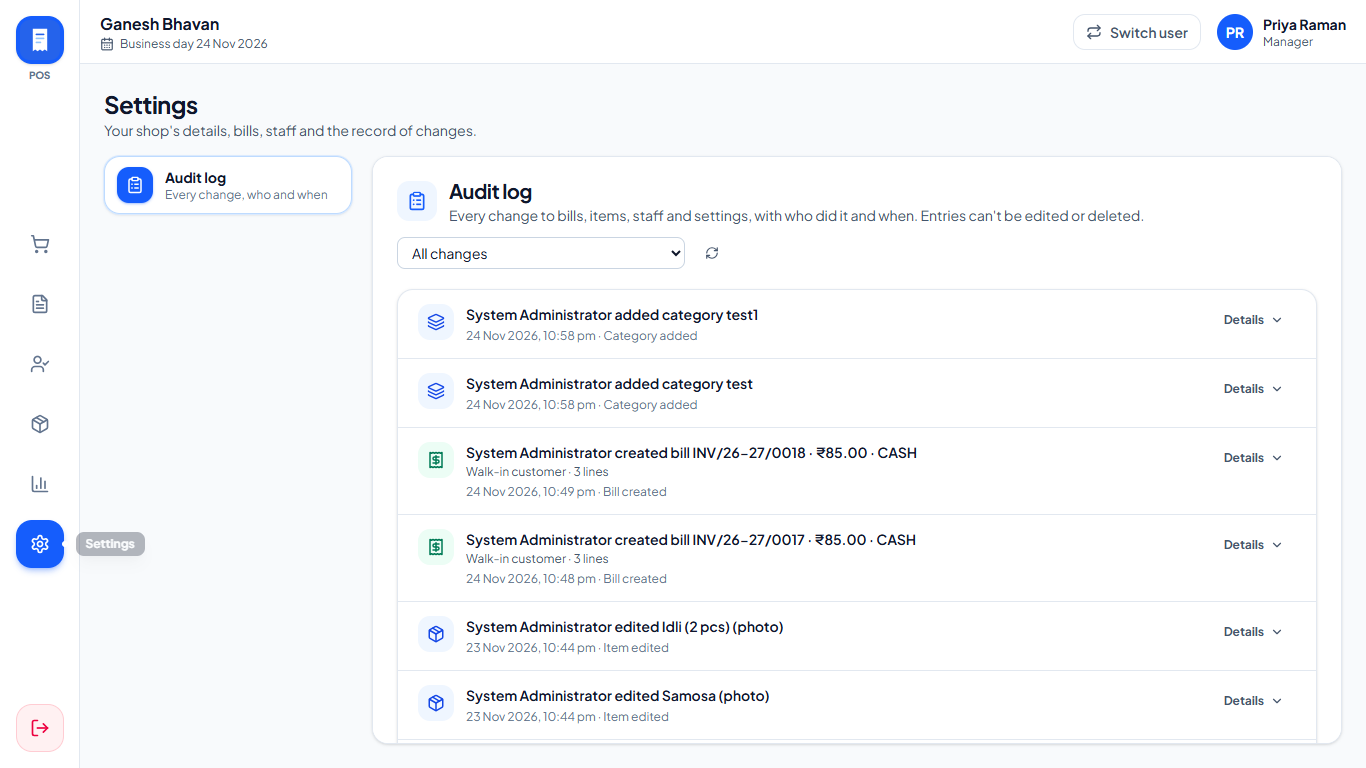 Ganesh Bhavan
Business day 24 Nov 2026
Switch user
PR
Priya Raman
Manager
POS
Settings
Your shop's details, bills, staff and the record of changes.
Audit log
Every change, who and when
Audit log
Every change to bills, items, staff and settings, with who did it and when. Entries can't be edited or deleted.
All changes
System Administrator added category test1
24 Nov 2026, 10:58 pm · Category added
Details
System Administrator added category test
24 Nov 2026, 10:58 pm · Category added
Details
System Administrator created bill INV/26-27/0018 · ₹85.00 · CASH
Walk-in customer · 3 lines
24 Nov 2026, 10:49 pm · Bill created
Details
System Administrator created bill INV/26-27/0017 · ₹85.00 · CASH
Walk-in customer · 3 lines
24 Nov 2026, 10:48 pm · Bill created
Details
Settings
System Administrator edited Idli (2 pcs) (photo)
23 Nov 2026, 10:44 pm · Item edited
Details
System Administrator edited Samosa (photo)
23 Nov 2026, 10:44 pm · Item edited
Details